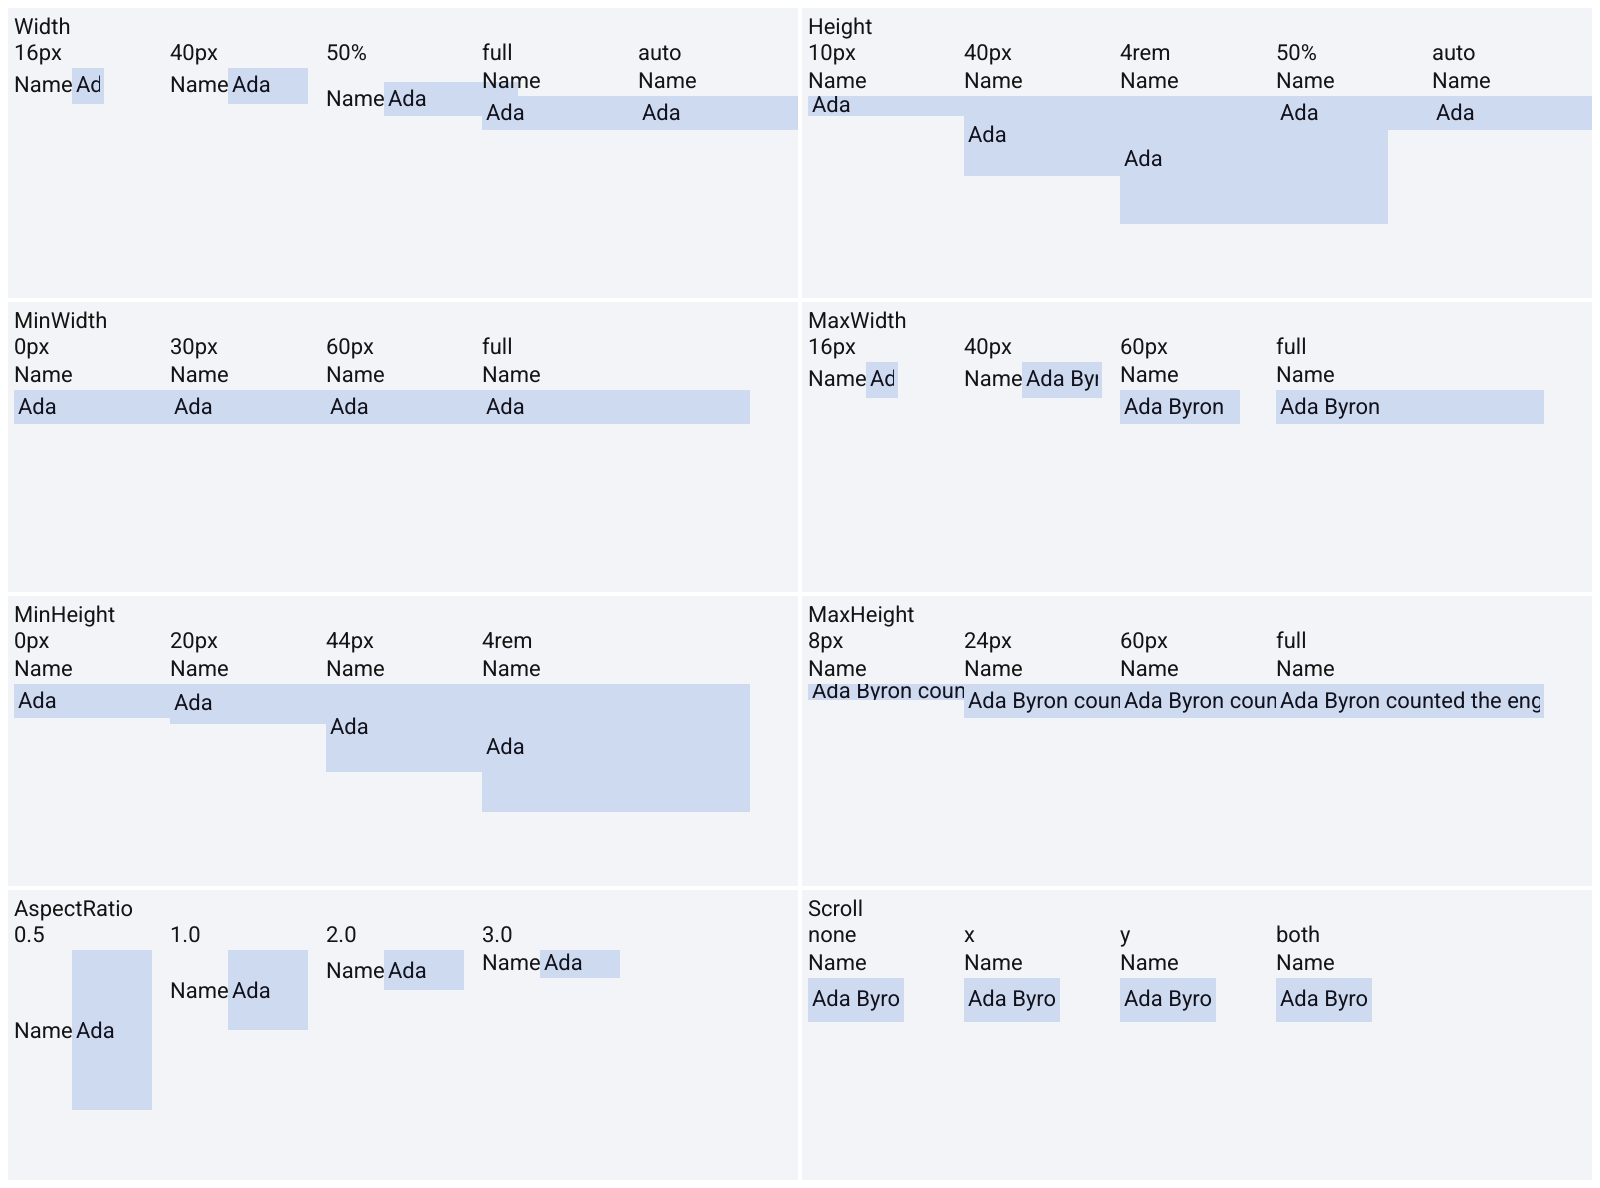 Width
16px 40px 50% full auto
Name Ad Name Ada Name Ada Name Ada Name Ada
Height
10px 40px 4rem 50% auto
Name Name Name Name Name
Ada Ada Ada Ada Ada
MinWidth
0px 30px 60px full
Name Name Name Name
Ada Ada Ada Ada
MaxWidth
16px 40px 60px full
Name Ad Name Ada Byr Name Name
Ada Byron Ada Byron
MinHeight
0px 20px 44px 4rem
Name Name Name Name
Ada Ada Ada Ada
MaxHeight
8px 24px 60px full
Name Name Name Name
Ada Byron coun Ada Byron coun Ada Byron coun Ada Byron counted the eng
AspectRatio
0.5 1.0 2.0 3.0
Name Ada Name Ada Name Ada Name Ada
Scroll
none x y both
Name Name Name Name
Ada Byro Ada Byro Ada Byro Ada Byro